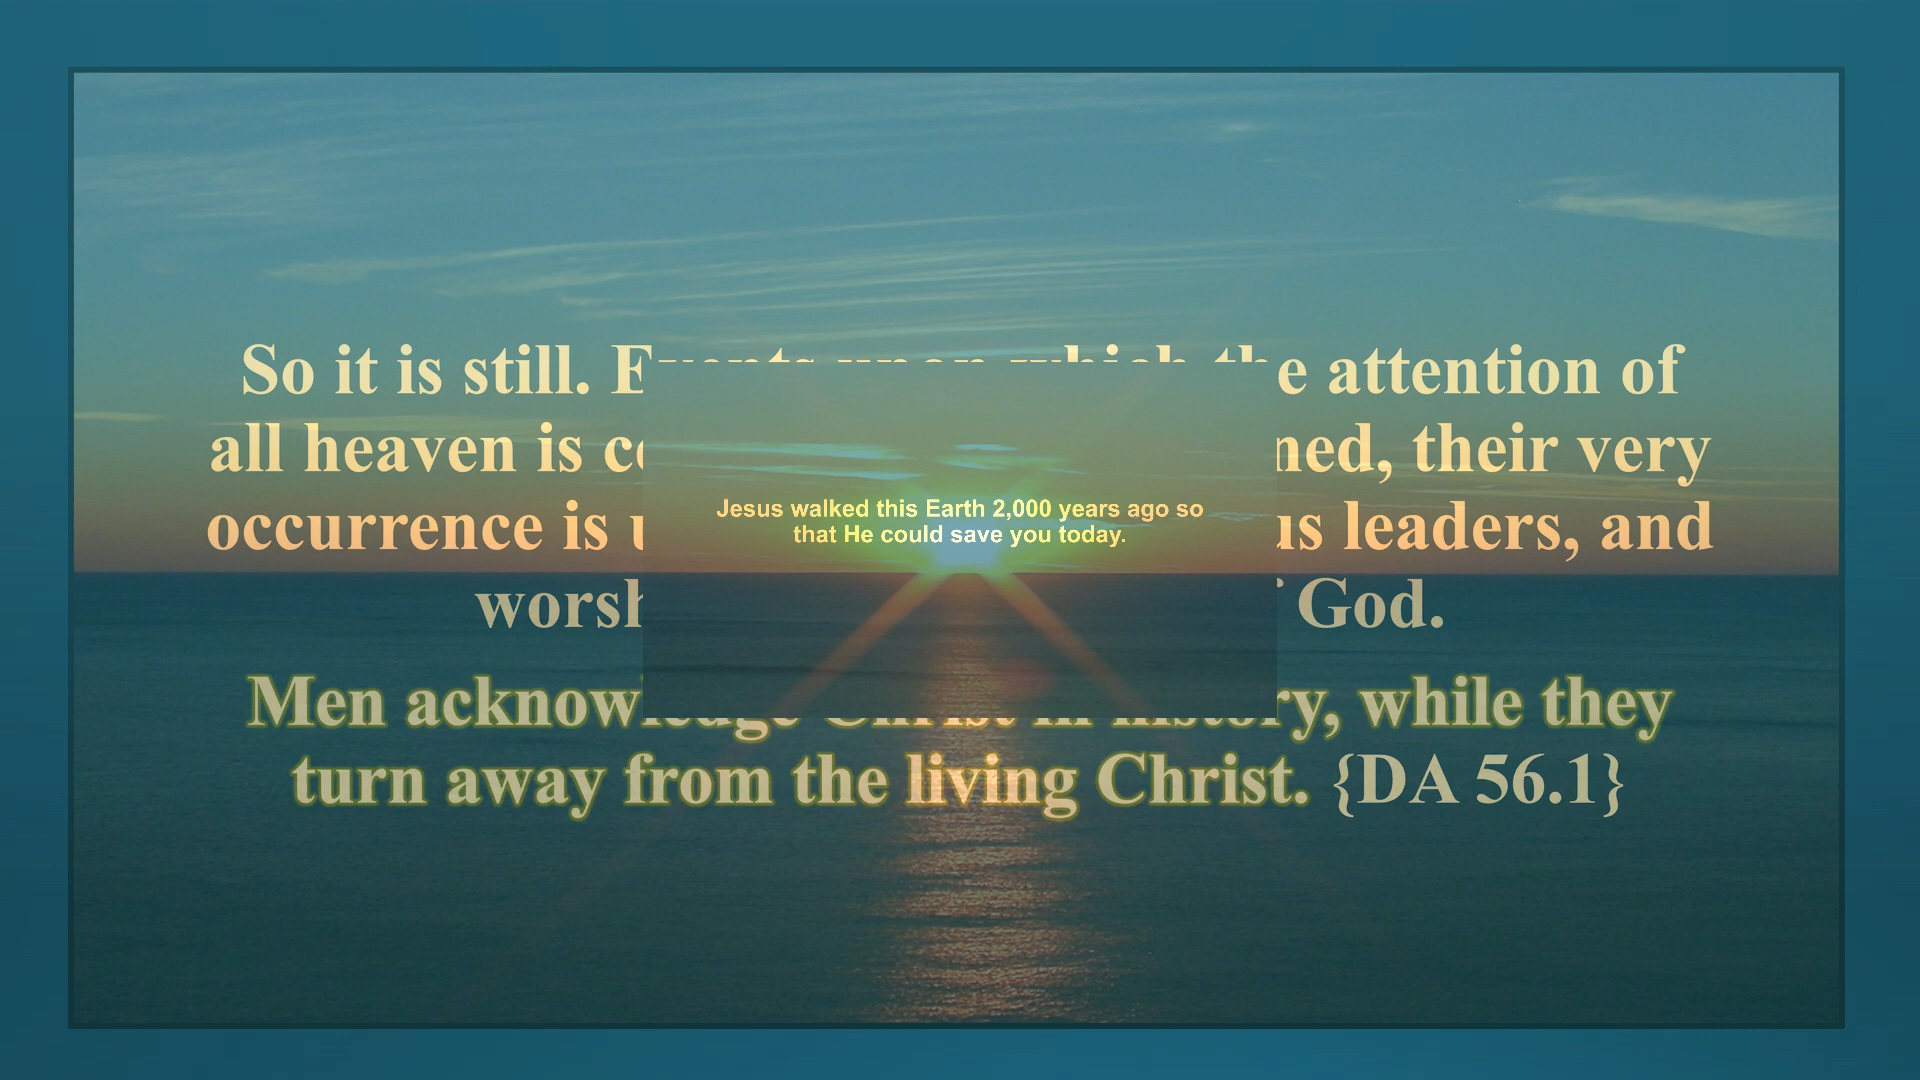 So it is still. Events upon which the attention of
all heaven is
ned, their very
occurrence is
us leaders, and
Jesus walked this Earth 2,000 years ago so
that He could save you today.
God.
Men acknowledge Christ in history, while they
turn away from the living Christ. {DA 56.1}